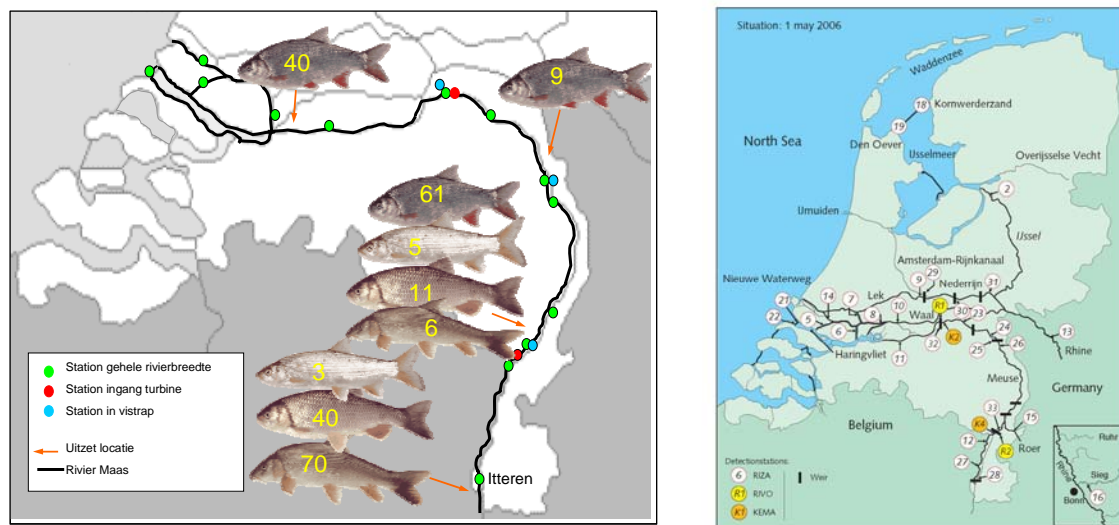 40
9
61
5
11
6
3
40
70
Itteren
Station gehele rivierbreedte
Station ingang turbine
Station in vistrap
Uitzet locatie
Rivier Maas
Situation: 1 may 2006
Waddenzee
18
Kornwerderzand
19
North Sea
Den Oever
IJsselmeer
Overijsselse Vecht
2
IJmuiden
IJssel
Amsterdam-Rijnkanaal
29
Nieuwe Waterweg
9
Nederrijn
31
21
14
7
Lek
R1
22
5
6
8
10
Waal
30
23
13
Haringvliet
11
32
K2
24
25
26
Rhine
Meuse
Germany
33
Belgium
K4
15
12
R2
Roer
27
28
Detectionstations:
6
RIZA
Weir
R1
RIVO
K1
KEMA
Ruhr
Rhine
Sieg
Bonn
16